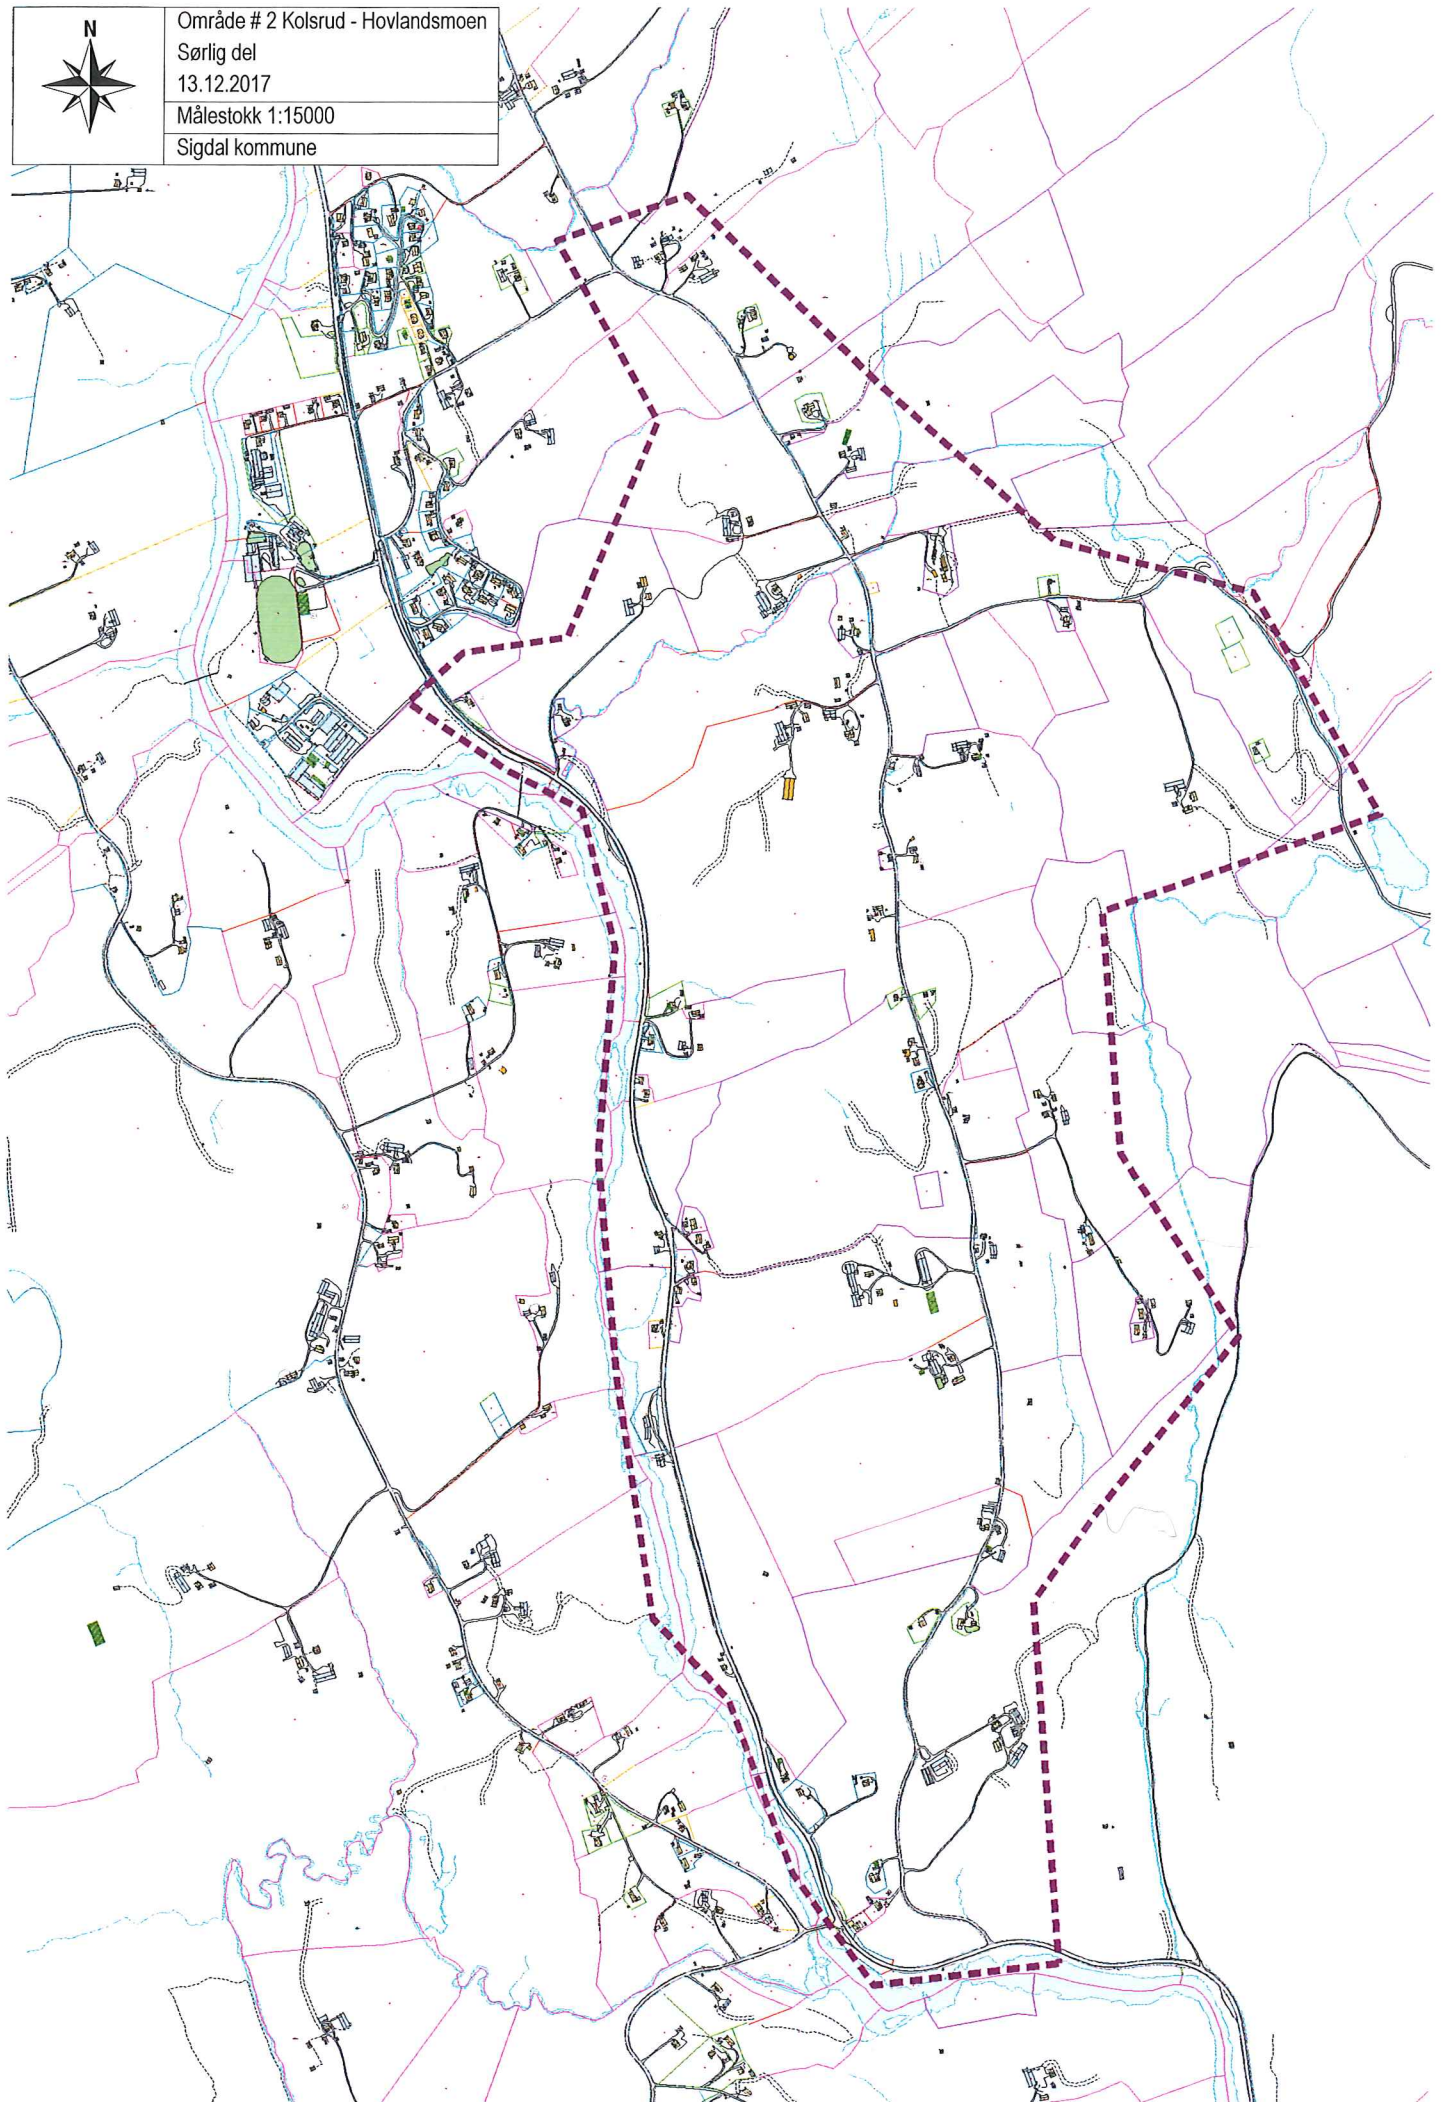 N
Område # 2 Kolsrud - Hovlandsmoen
Sørlig del
13.12.2017
Målestokk 1:15000
Sigdal kommune